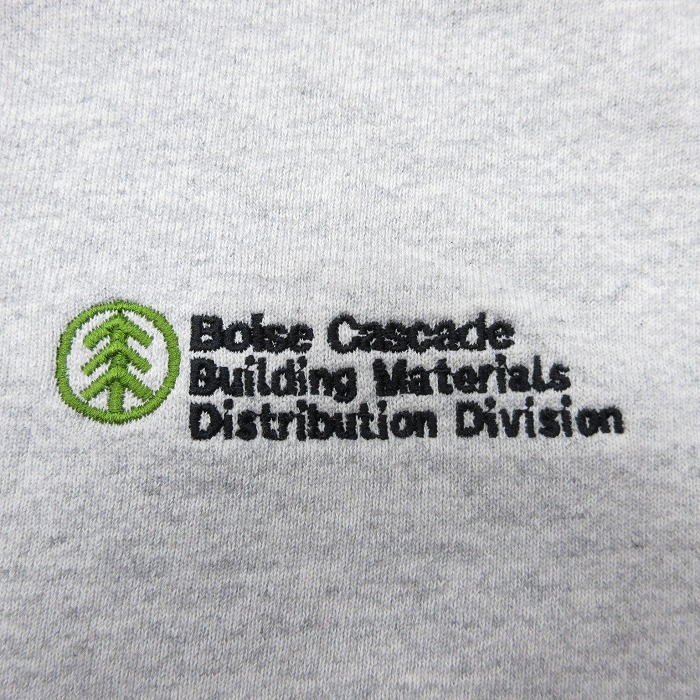 Boise Cascade
Building Materials
Distribution Division